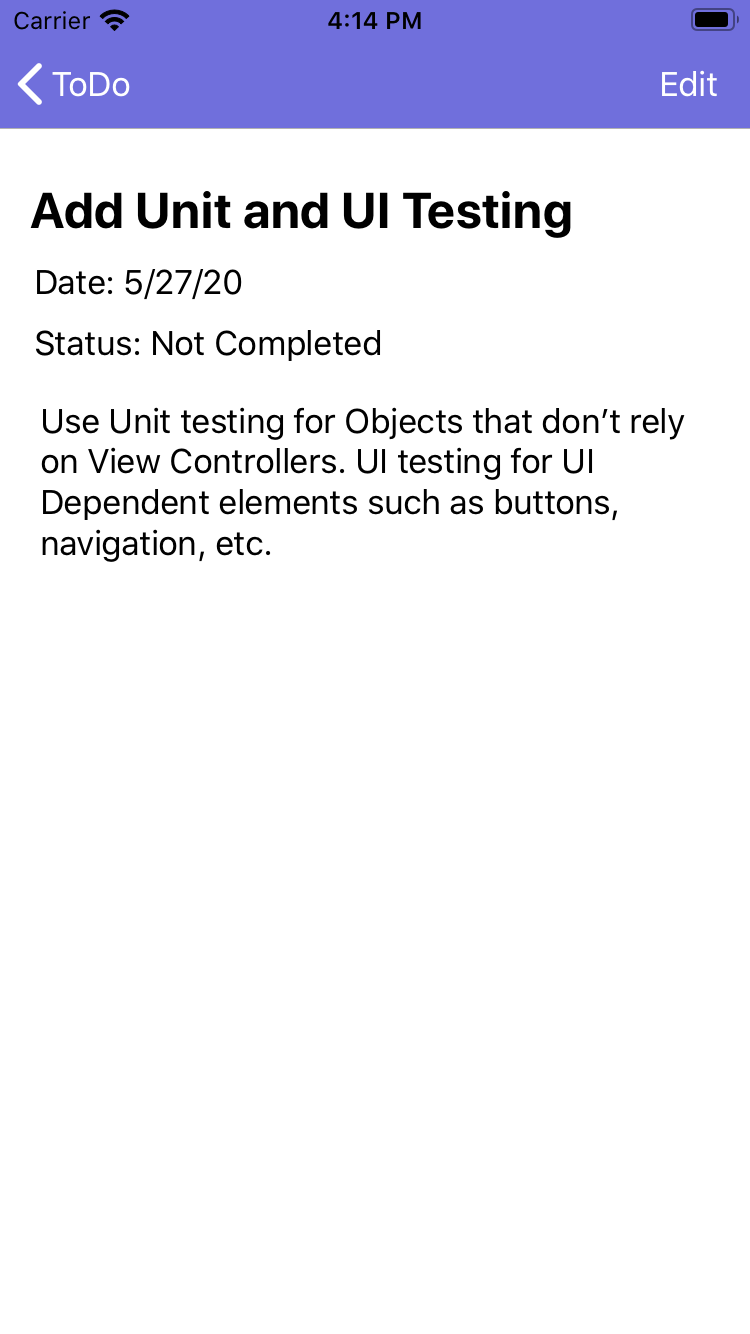 Carrier 4:14 PM
ToDo Edit
Add Unit and UI Testing
Date: 5/27/20
Status: Not Completed
Use Unit testing for Objects that don’t rely
on View Controllers. UI testing for UI
Dependent elements such as buttons,
navigation, etc.